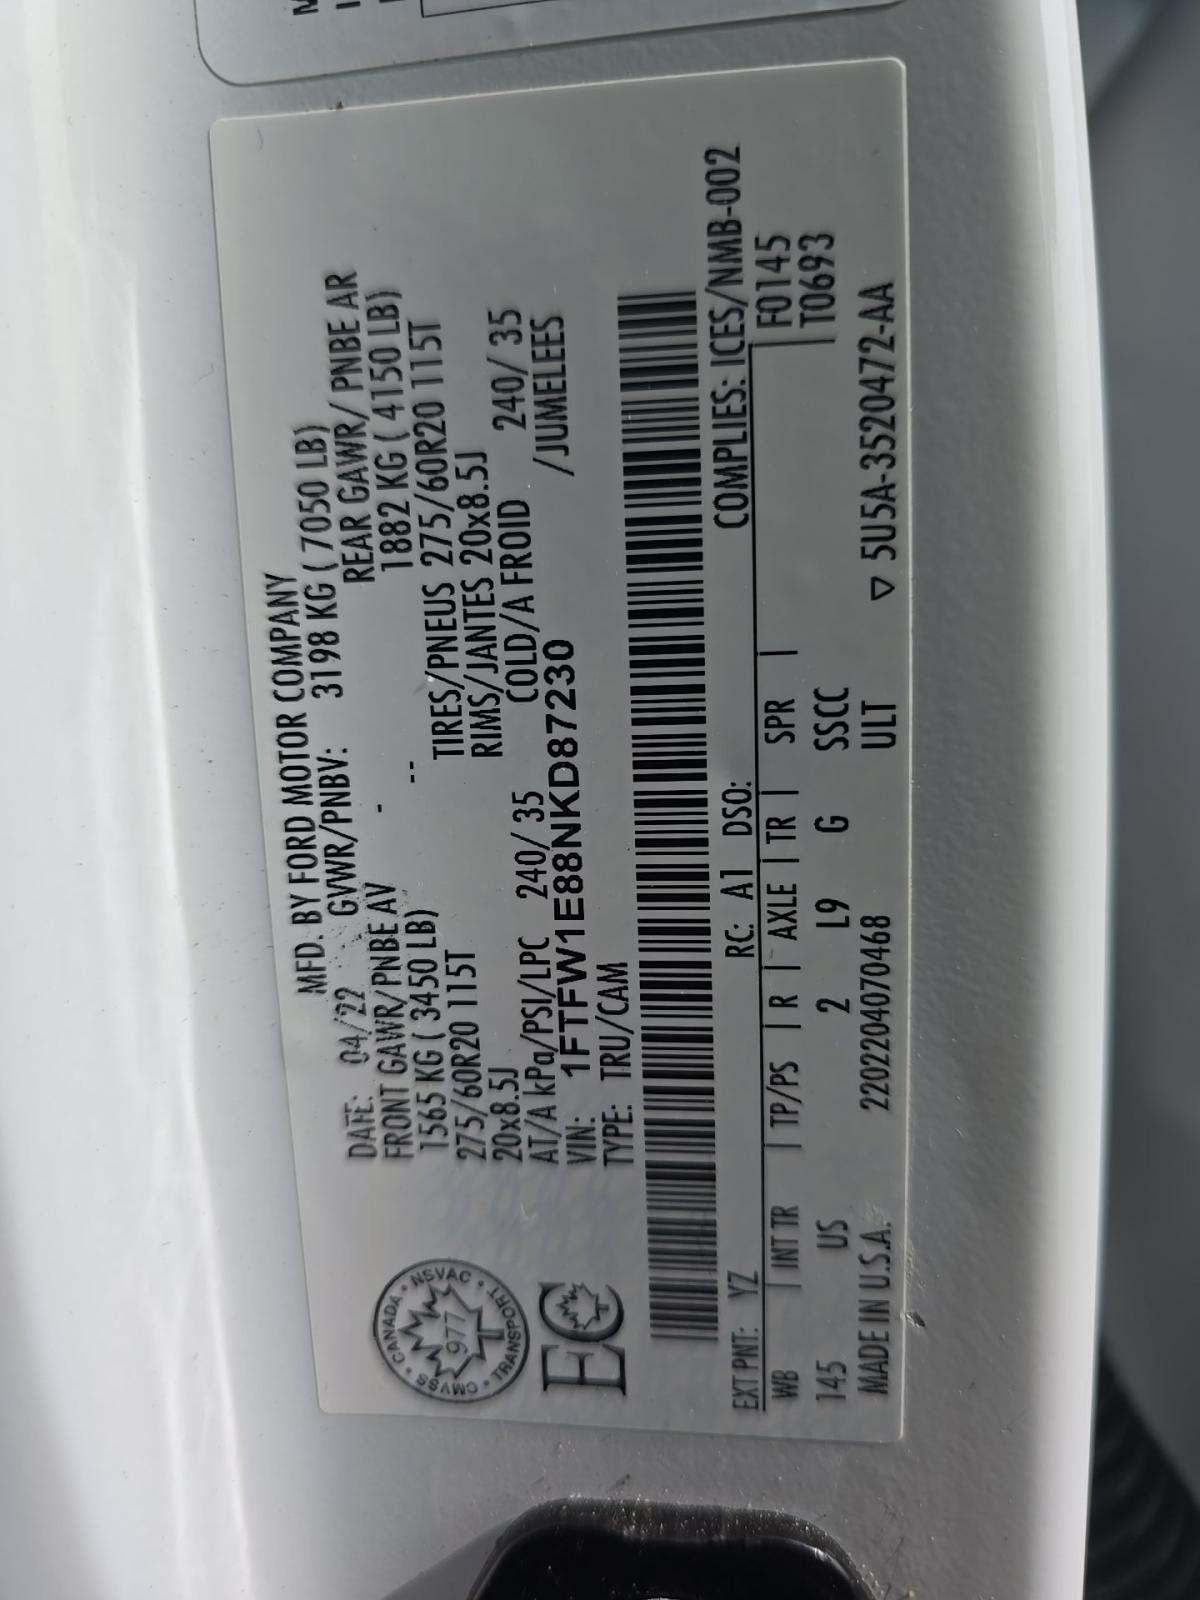 MFD. BY FORD MOTOR COMPANY
DATE: 04/22 GVWR/PNBV: 3198 KG ( 7050 LB)
FRONT GAWR/PNBE AV - REAR GAWR/ PNBE AR
1565 KG ( 3450 LB) -- 1882 KG ( 4150 LB)
275/60R20 115T TIRES/PNEUS 275/60R20 115T
20x8.5J RIMS/JANTES 20x8.5J
AT/A kPa/PSI/LPC 240/ 35 COLD/A FROID 240/ 35
VIN: 1FTFW1E88NKD87230 /JUMELEES
TYPE: TRU/CAM
CANADA • NSVAC • TRANSPORT • CMVSS •
977
EC
EXT PNT: YZ RC: A1 DSO: COMPLIES: ICES/NMB-002
WB | INT TR | TP/PS | R | AXLE | TR | SPR | F0145
145 US 2 L9 G SSCC T0693
MADE IN U.S.A. 2202204070468 ULT ▽ 5U5A-3520472-AA